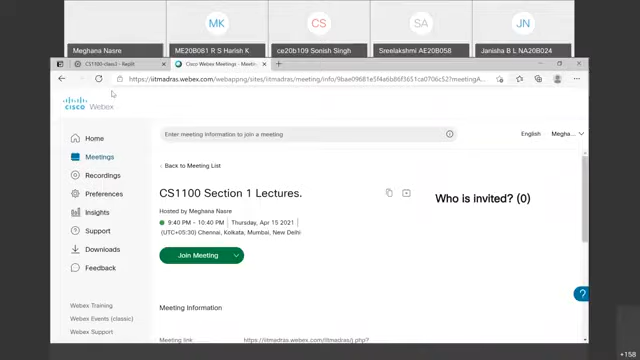 MK
CS
SA
JN
Meghana Nasre
ME20B081 R S Harish K
ce20b109 Sonish Singh
Sreelakshmi AE20B058
Janisha B L NA20B024
CS1100-class1 - Replit
Cisco Webex Meetings - Meeting
https://iitmadras.webex.com/webappng/sites/iitmadras/meeting/info/9bae09681e5f4a6b86f3651ca0706c52?meetingA...
cisco Webex
Enter meeting information to join a meeting
English
Megha...
Home
Meetings
Recordings
Preferences
Insights
Support
Downloads
Feedback
Webex Training
Webex Events (classic)
Webex Support
Back to Meeting List
CS1100 Section 1 Lectures.
Hosted by Meghana Nasre
9:40 PM - 10:40 PM | Thursday, Apr 15 2021 |
(UTC+05:30) Chennai, Kolkata, Mumbai, New Delhi
Join Meeting
Who is invited? (0)
?
Meeting Information
Meeting link:
https://iitmadras.webex.com/iitmadras/j.php?
+158